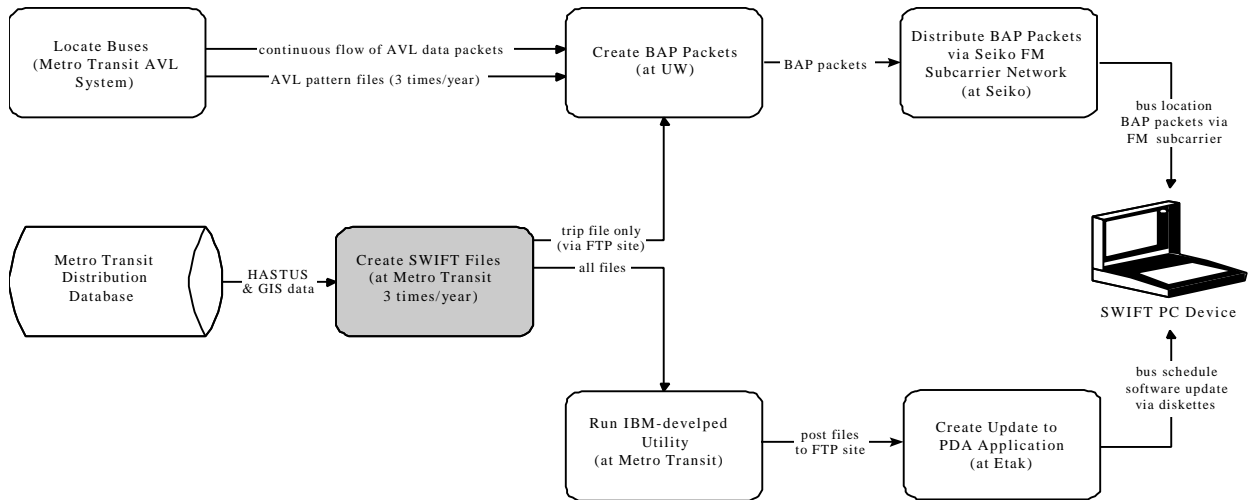 Locate Buses
(Metro Transit AVL
System)
continuous flow of AVL data packets
AVL pattern files (3 times/year)
Create BAP Packets
(at UW)
BAP packets
Distribute BAP Packets
via Seiko FM
Subcarrier Network
(at Seiko)
bus location
BAP packets via
FM subcarrier
Metro Transit
Distribution
Database
HASTUS
& GIS data
Create SWIFT Files
(at Metro Transit
3 times/year)
trip file only
(via FTP site)
all files
SWIFT PC Device
bus schedule
software update
via diskettes
Run IBM-develped
Utility
(at Metro Transit)
post files
to FTP site
Create Update to
PDA Application
(at Etak)